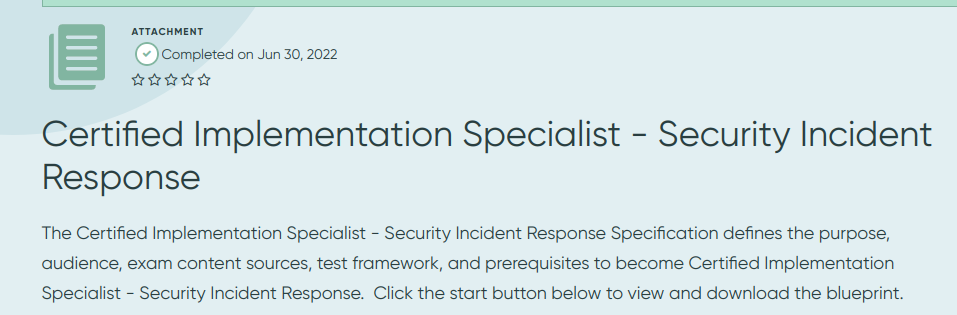 ATTACHMENT
Completed on Jun 30, 2022
Certified Implementation Specialist - Security Incident
Response
The Certified Implementation Specialist - Security Incident Response Specification defines the purpose,
audience, exam content sources, test framework, and prerequisites to become Certified Implementation
Specialist - Security Incident Response.  Click the start button below to view and download the blueprint.